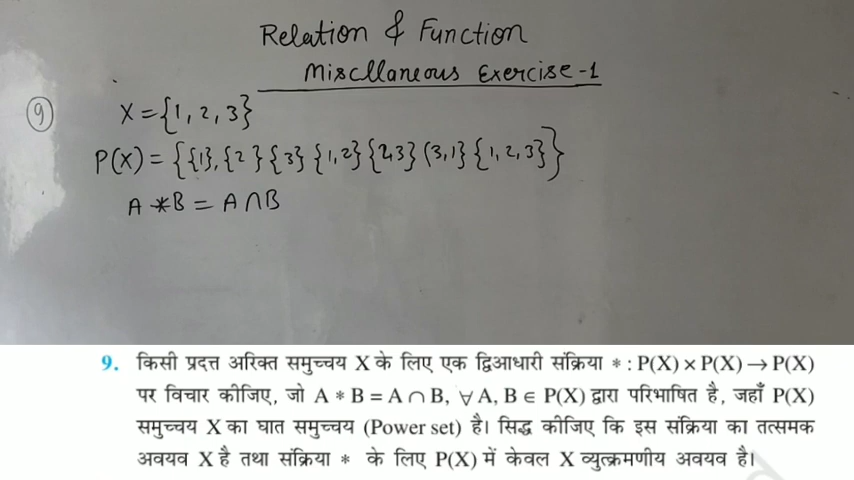 Relation & Function
Miscllaneous Exercise-1
9 X = {1, 2, 3}
P(X) = {{1}, {2} {3} {1, 2} {2,3} (3, 1} {1, 2, 3}}
A * B = A ∩ B
9. किसी प्रदत्त अरिक्त समुच्चय X के लिए एक द्विआधारी संक्रिया * : P(X) × P(X) → P(X)
पर विचार कीजिए, जो A * B = A ∩ B, ∀ A, B ∈ P(X) द्वारा परिभाषित है, जहाँ P(X)
समुच्चय X का घात समुच्चय (Power set) है। सिद्ध कीजिए कि इस संक्रिया का तत्समक
अवयव X है तथा संक्रिया * के लिए P(X) में केवल X व्युत्क्रमणीय अवयव है।